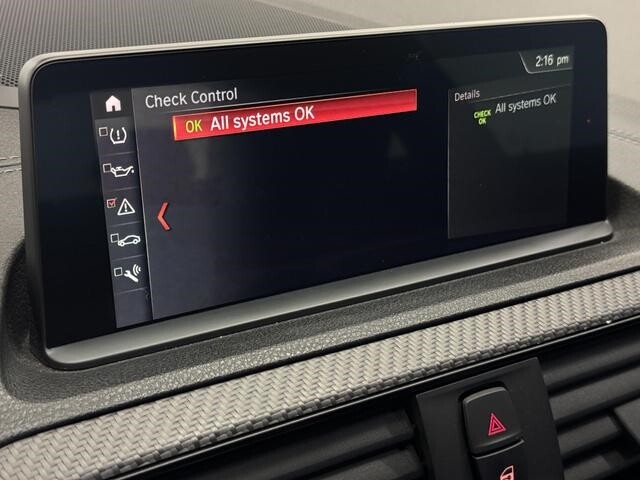 2:16 pm
Check Control
OK All systems OK
Details
CHECK
OK
All systems OK